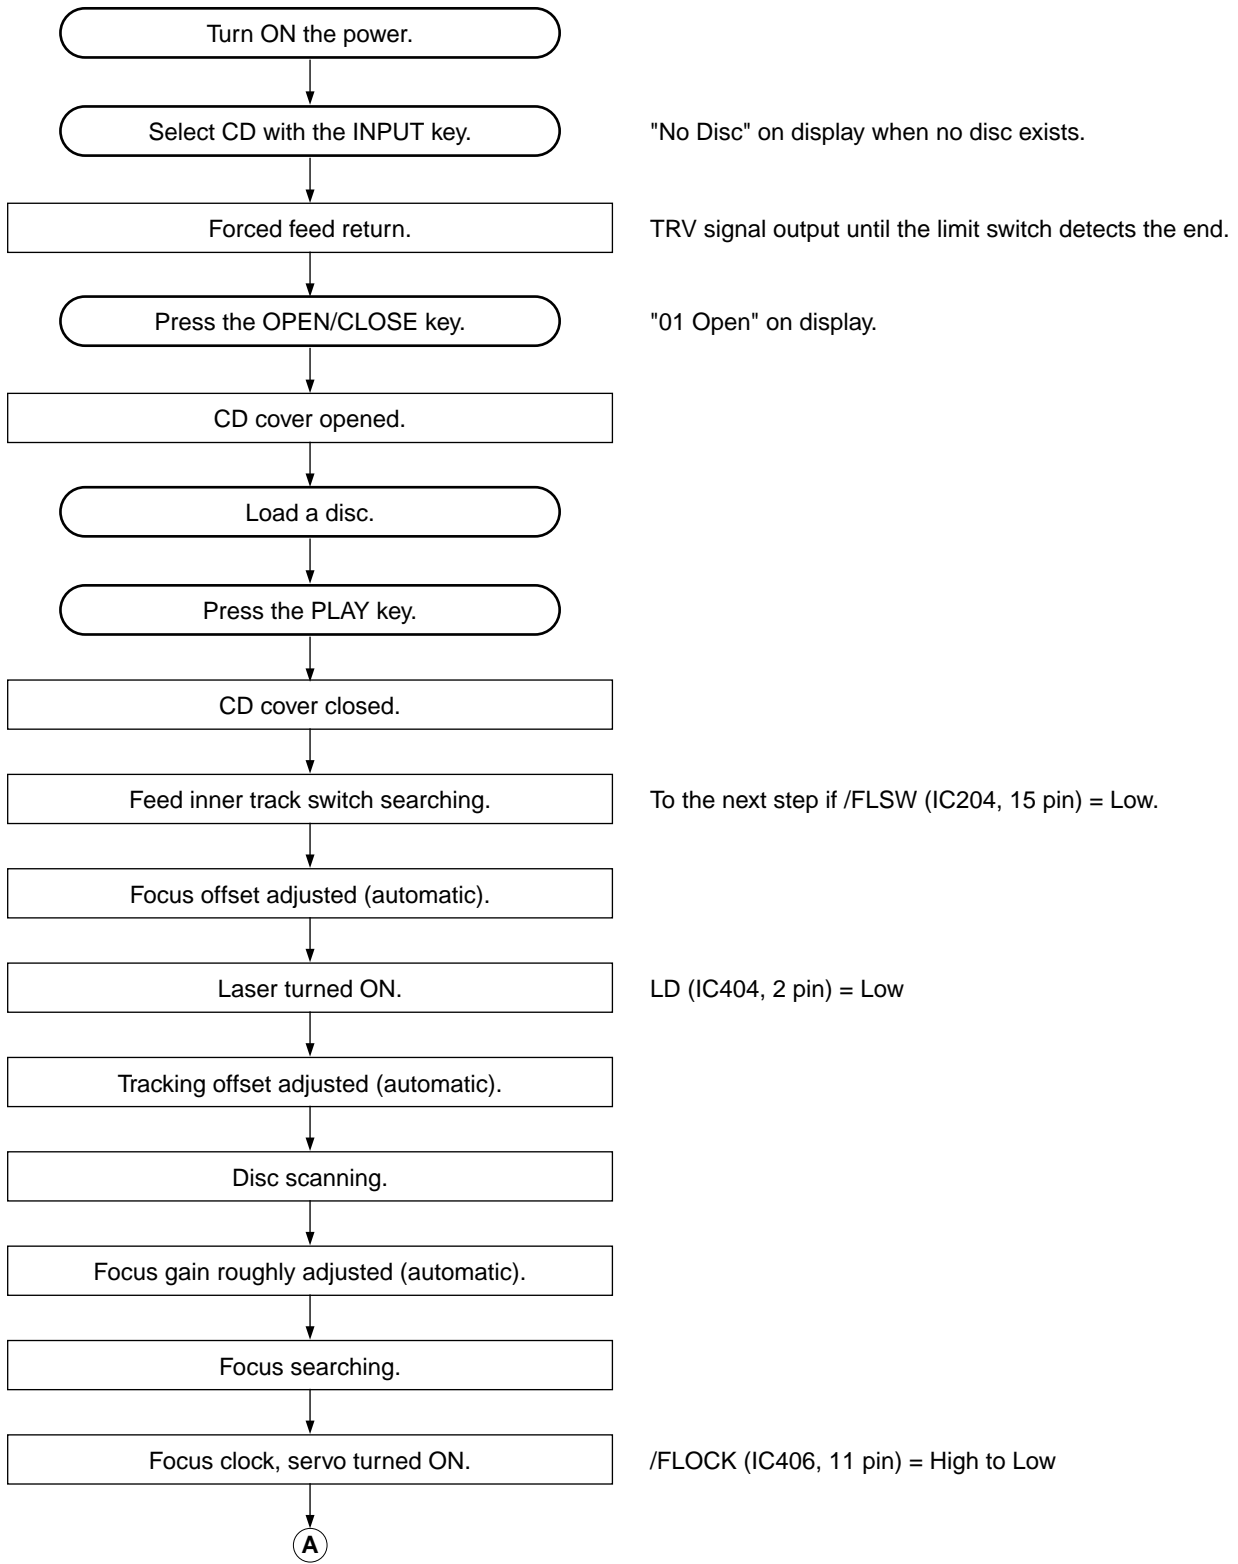 Turn ON the power.
Select CD with the INPUT key.
"No Disc" on display when no disc exists.
Forced feed return.
TRV signal output until the limit switch detects the end.
Press the OPEN/CLOSE key.
"01 Open" on display.
CD cover opened.
Load a disc.
Press the PLAY key.
CD cover closed.
Feed inner track switch searching.
To the next step if /FLSW (IC204, 15 pin) = Low.
Focus offset adjusted (automatic).
Laser turned ON.
LD (IC404, 2 pin) = Low
Tracking offset adjusted (automatic).
Disc scanning.
Focus gain roughly adjusted (automatic).
Focus searching.
Focus clock, servo turned ON.
/FLOCK (IC406, 11 pin) = High to Low
A